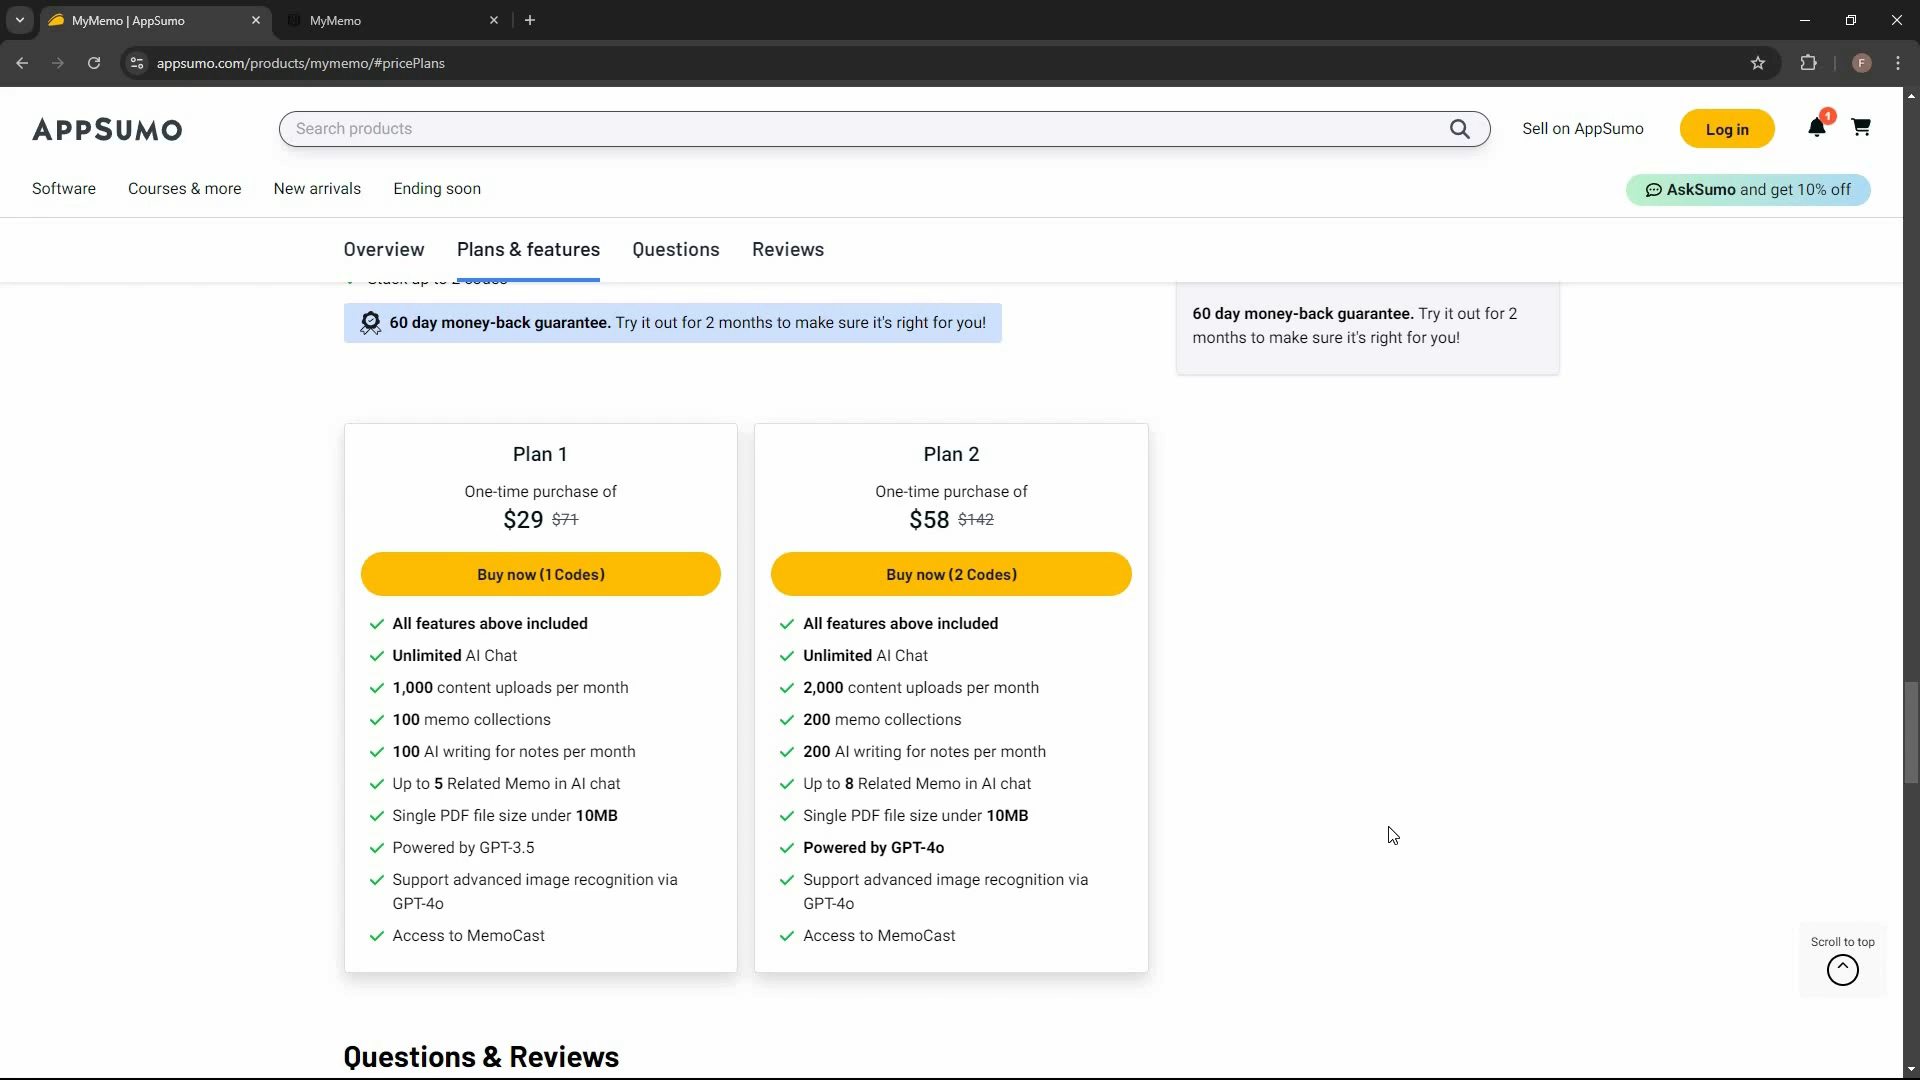 MyMemo | AppSumo
MyMemo
appsumo.com/products/mymemo/#pricePlans
F
APPSUMO
Search products
Sell on AppSumo
Log in
1
Software
Courses & more
New arrivals
Ending soon
AskSumo and get 10% off
Overview
Plans & features
Questions
Reviews
60 day money-back guarantee. Try it out for 2 months to make sure it's right for you!
60 day money-back guarantee. Try it out for 2
months to make sure it's right for you!
Plan 1
One-time purchase of
$29 $71
Buy now (1 Codes)
All features above included
Unlimited AI Chat
1,000 content uploads per month
100 memo collections
100 AI writing for notes per month
Up to 5 Related Memo in AI chat
Single PDF file size under 10MB
Powered by GPT-3.5
Support advanced image recognition via
GPT-4o
Access to MemoCast
Plan 2
One-time purchase of
$58 $142
Buy now (2 Codes)
All features above included
Unlimited AI Chat
2,000 content uploads per month
200 memo collections
200 AI writing for notes per month
Up to 8 Related Memo in AI chat
Single PDF file size under 10MB
Powered by GPT-4o
Support advanced image recognition via
GPT-4o
Access to MemoCast
Scroll to top
Questions & Reviews